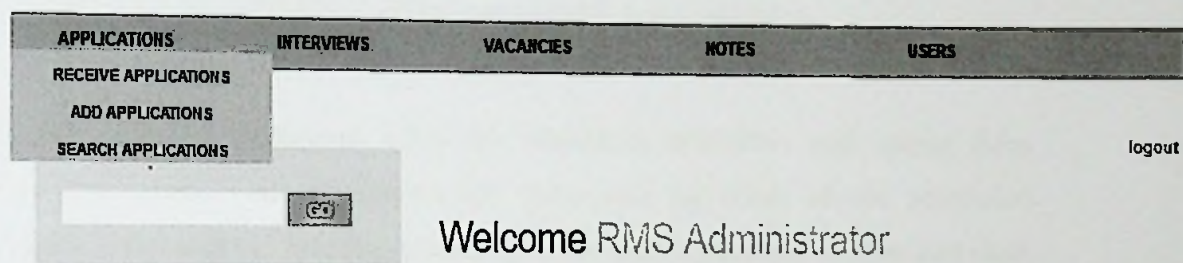 APPLICATIONS INTERVIEWS VACANCIES NOTES USERS
RECEIVE APPLICATIONS
ADD APPLICATIONS
SEARCH APPLICATIONS
logout
GO
Welcome RMS Administrator